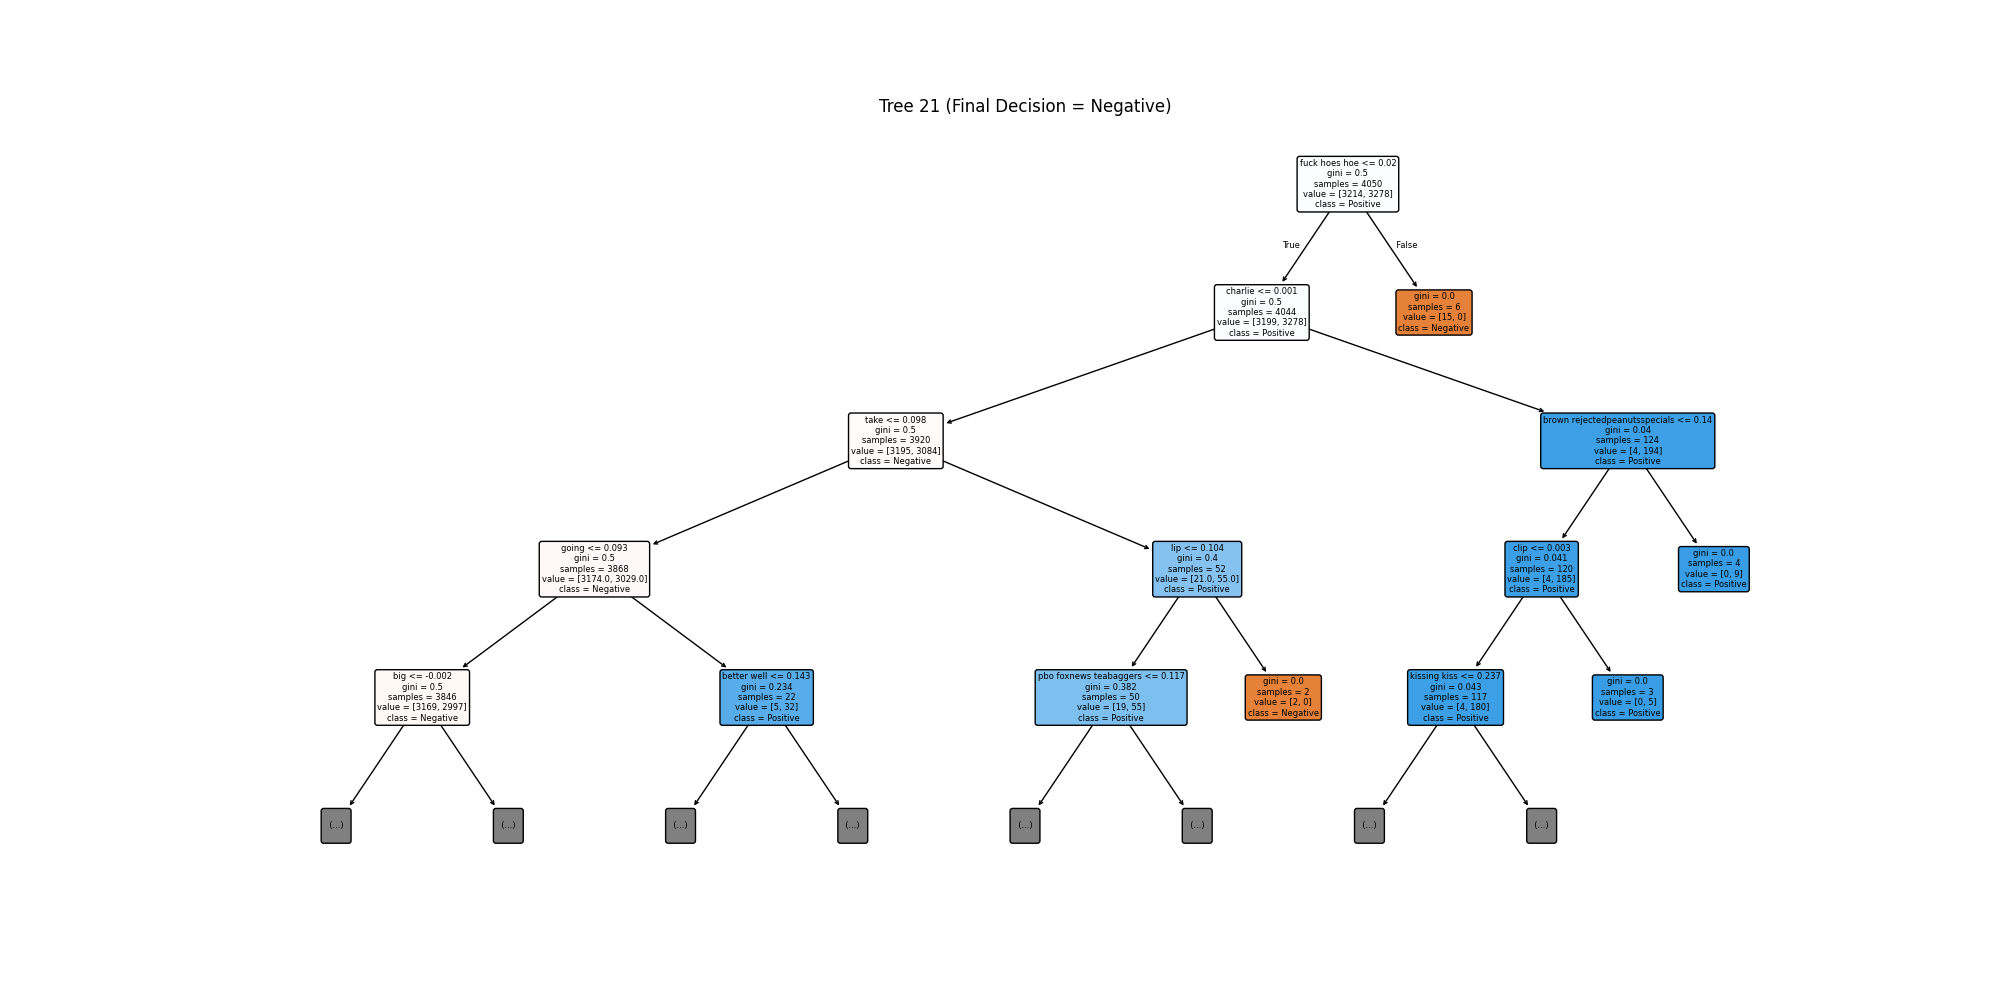 Tree 21 (Final Decision = Negative)
fuck hoes hoe <= 0.02
gini = 0.5
samples = 4050
value = [3214, 3278]
class = Positive
True
False
charlie <= 0.001
gini = 0.5
samples = 4044
value = [3199, 3278]
class = Positive
gini = 0.0
samples = 6
value = [15, 0]
class = Negative
take <= 0.098
gini = 0.5
samples = 3920
value = [3195, 3084]
class = Negative
brown rejectedpeanutsspecials <= 0.14
gini = 0.04
samples = 124
value = [4, 194]
class = Positive
going <= 0.093
gini = 0.5
samples = 3868
value = [3174.0, 3029.0]
class = Negative
lip <= 0.104
gini = 0.4
samples = 52
value = [21.0, 55.0]
class = Positive
clip <= 0.003
gini = 0.041
samples = 120
value = [4, 185]
class = Positive
gini = 0.0
samples = 4
value = [0, 9]
class = Positive
big <= -0.002
gini = 0.5
samples = 3846
value = [3169, 2997]
class = Negative
better well <= 0.143
gini = 0.234
samples = 22
value = [5, 32]
class = Positive
pbo foxnews teabaggers <= 0.117
gini = 0.382
samples = 50
value = [19, 55]
class = Positive
gini = 0.0
samples = 2
value = [2, 0]
class = Negative
kissing kiss <= 0.237
gini = 0.043
samples = 117
value = [4, 180]
class = Positive
gini = 0.0
samples = 3
value = [0, 5]
class = Positive
(...)
(...)
(...)
(...)
(...)
(...)
(...)
(...)